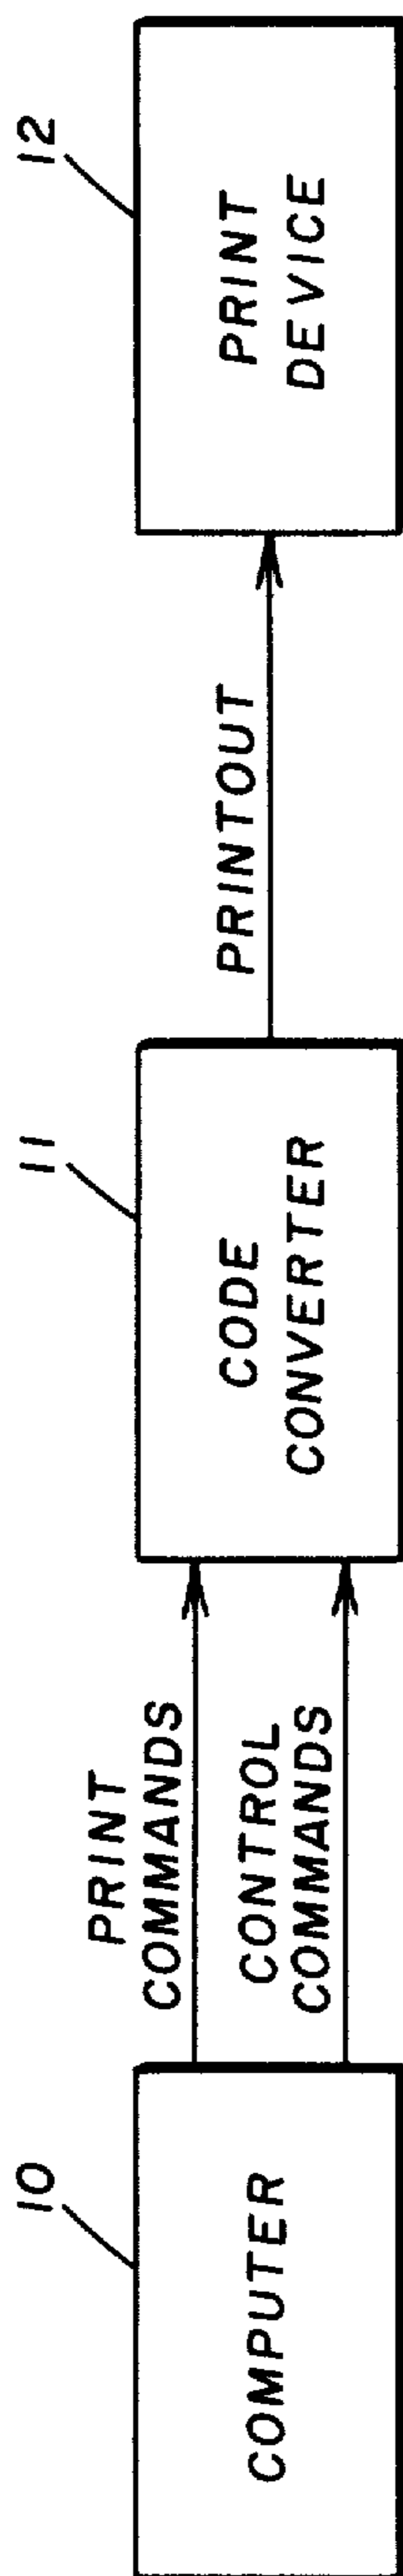 10
COMPUTER
PRINT
COMMANDS
CONTROL
COMMANDS
11
CODE
CONVERTER
PRINTOUT
12
PRINT
DEVICE